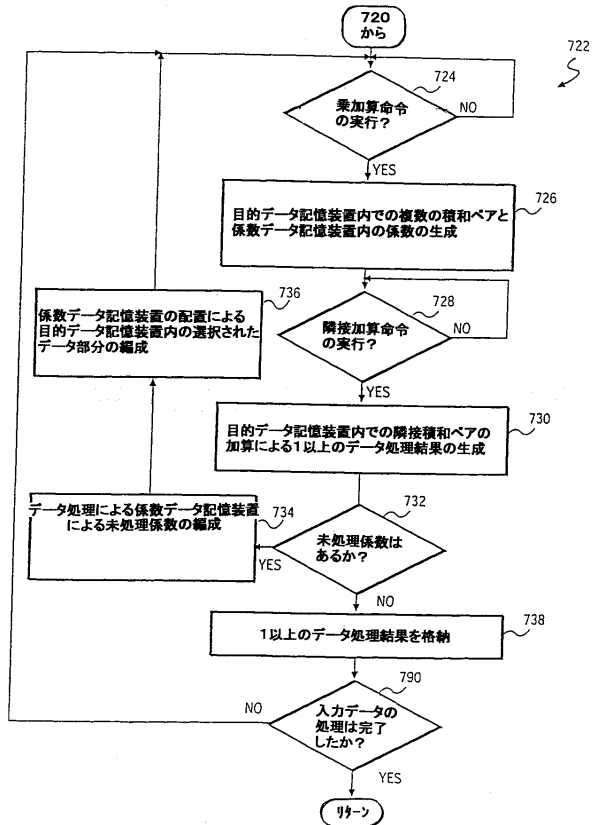 720
から
722
724
乗加算命令
の実行？
NO
YES
726
目的データ記憶装置内での複数の積和ペアと
係数データ記憶装置内の係数の生成
736
係数データ記憶装置の配置による
目的データ記憶装置内の選択された
データ部分の編成
728
隣接加算命令
の実行？
NO
YES
730
目的データ記憶装置内での隣接積和ペアの
加算による1以上のデータ処理結果の生成
732
未処理係数は
あるか？
734
データ処理による係数データ記憶装置
による未処理係数の編成
YES
NO
738
1以上のデータ処理結果を格納
790
入力データの
処理は完了
したか？
NO
YES
リターン